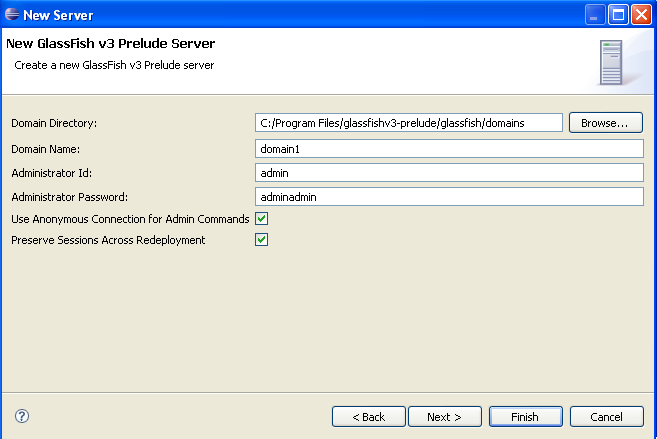 New Server
New GlassFish v3 Prelude Server
Create a new GlassFish v3 Prelude server
Domain Directory: C:/Program Files/glassfishv3-prelude/glassfish/domains Browse...
Domain Name: domain1
Administrator Id: admin
Administrator Password: adminadmin
Use Anonymous Connection for Admin Commands
Preserve Sessions Across Redeployment
? < Back Next > Finish Cancel